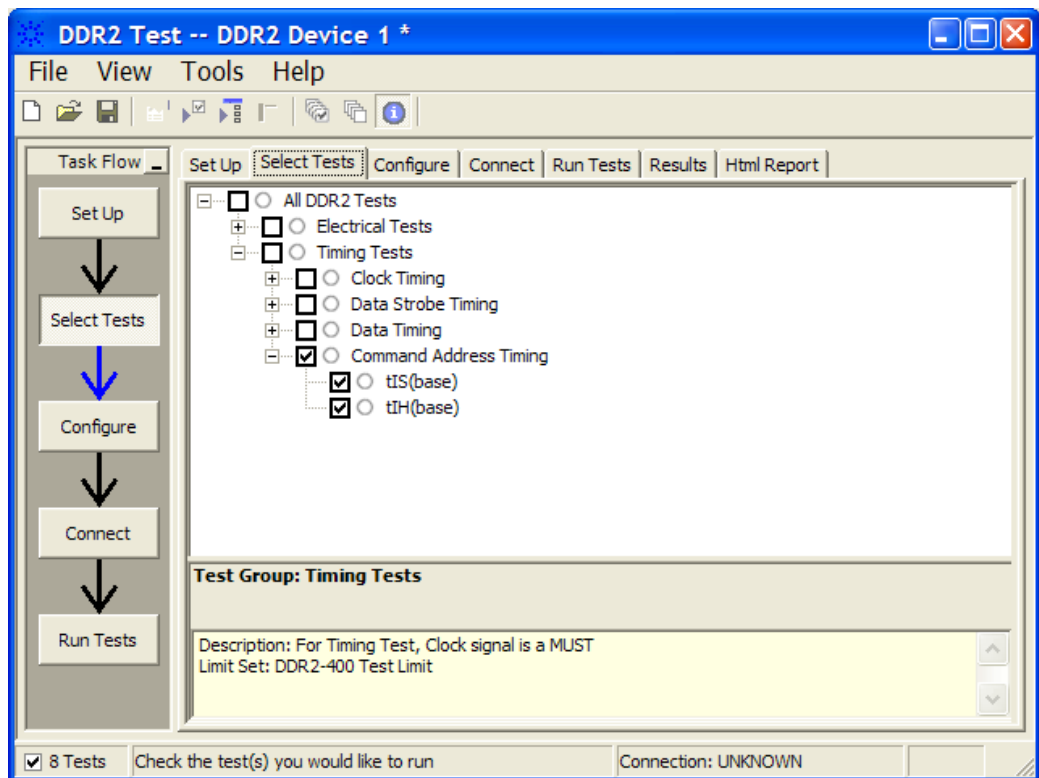 DDR2 Test -- DDR2 Device 1 *
File View Tools Help
Task Flow
Set Up
Select Tests
Configure
Connect
Run Tests
Set Up Select Tests Configure Connect Run Tests Results Html Report
All DDR2 Tests
Electrical Tests
Timing Tests
Clock Timing
Data Strobe Timing
Data Timing
Command Address Timing
tIS(base)
tIH(base)
Test Group: Timing Tests
Description: For Timing Test, Clock signal is a MUST
Limit Set: DDR2-400 Test Limit
8 Tests Check the test(s) you would like to run Connection: UNKNOWN